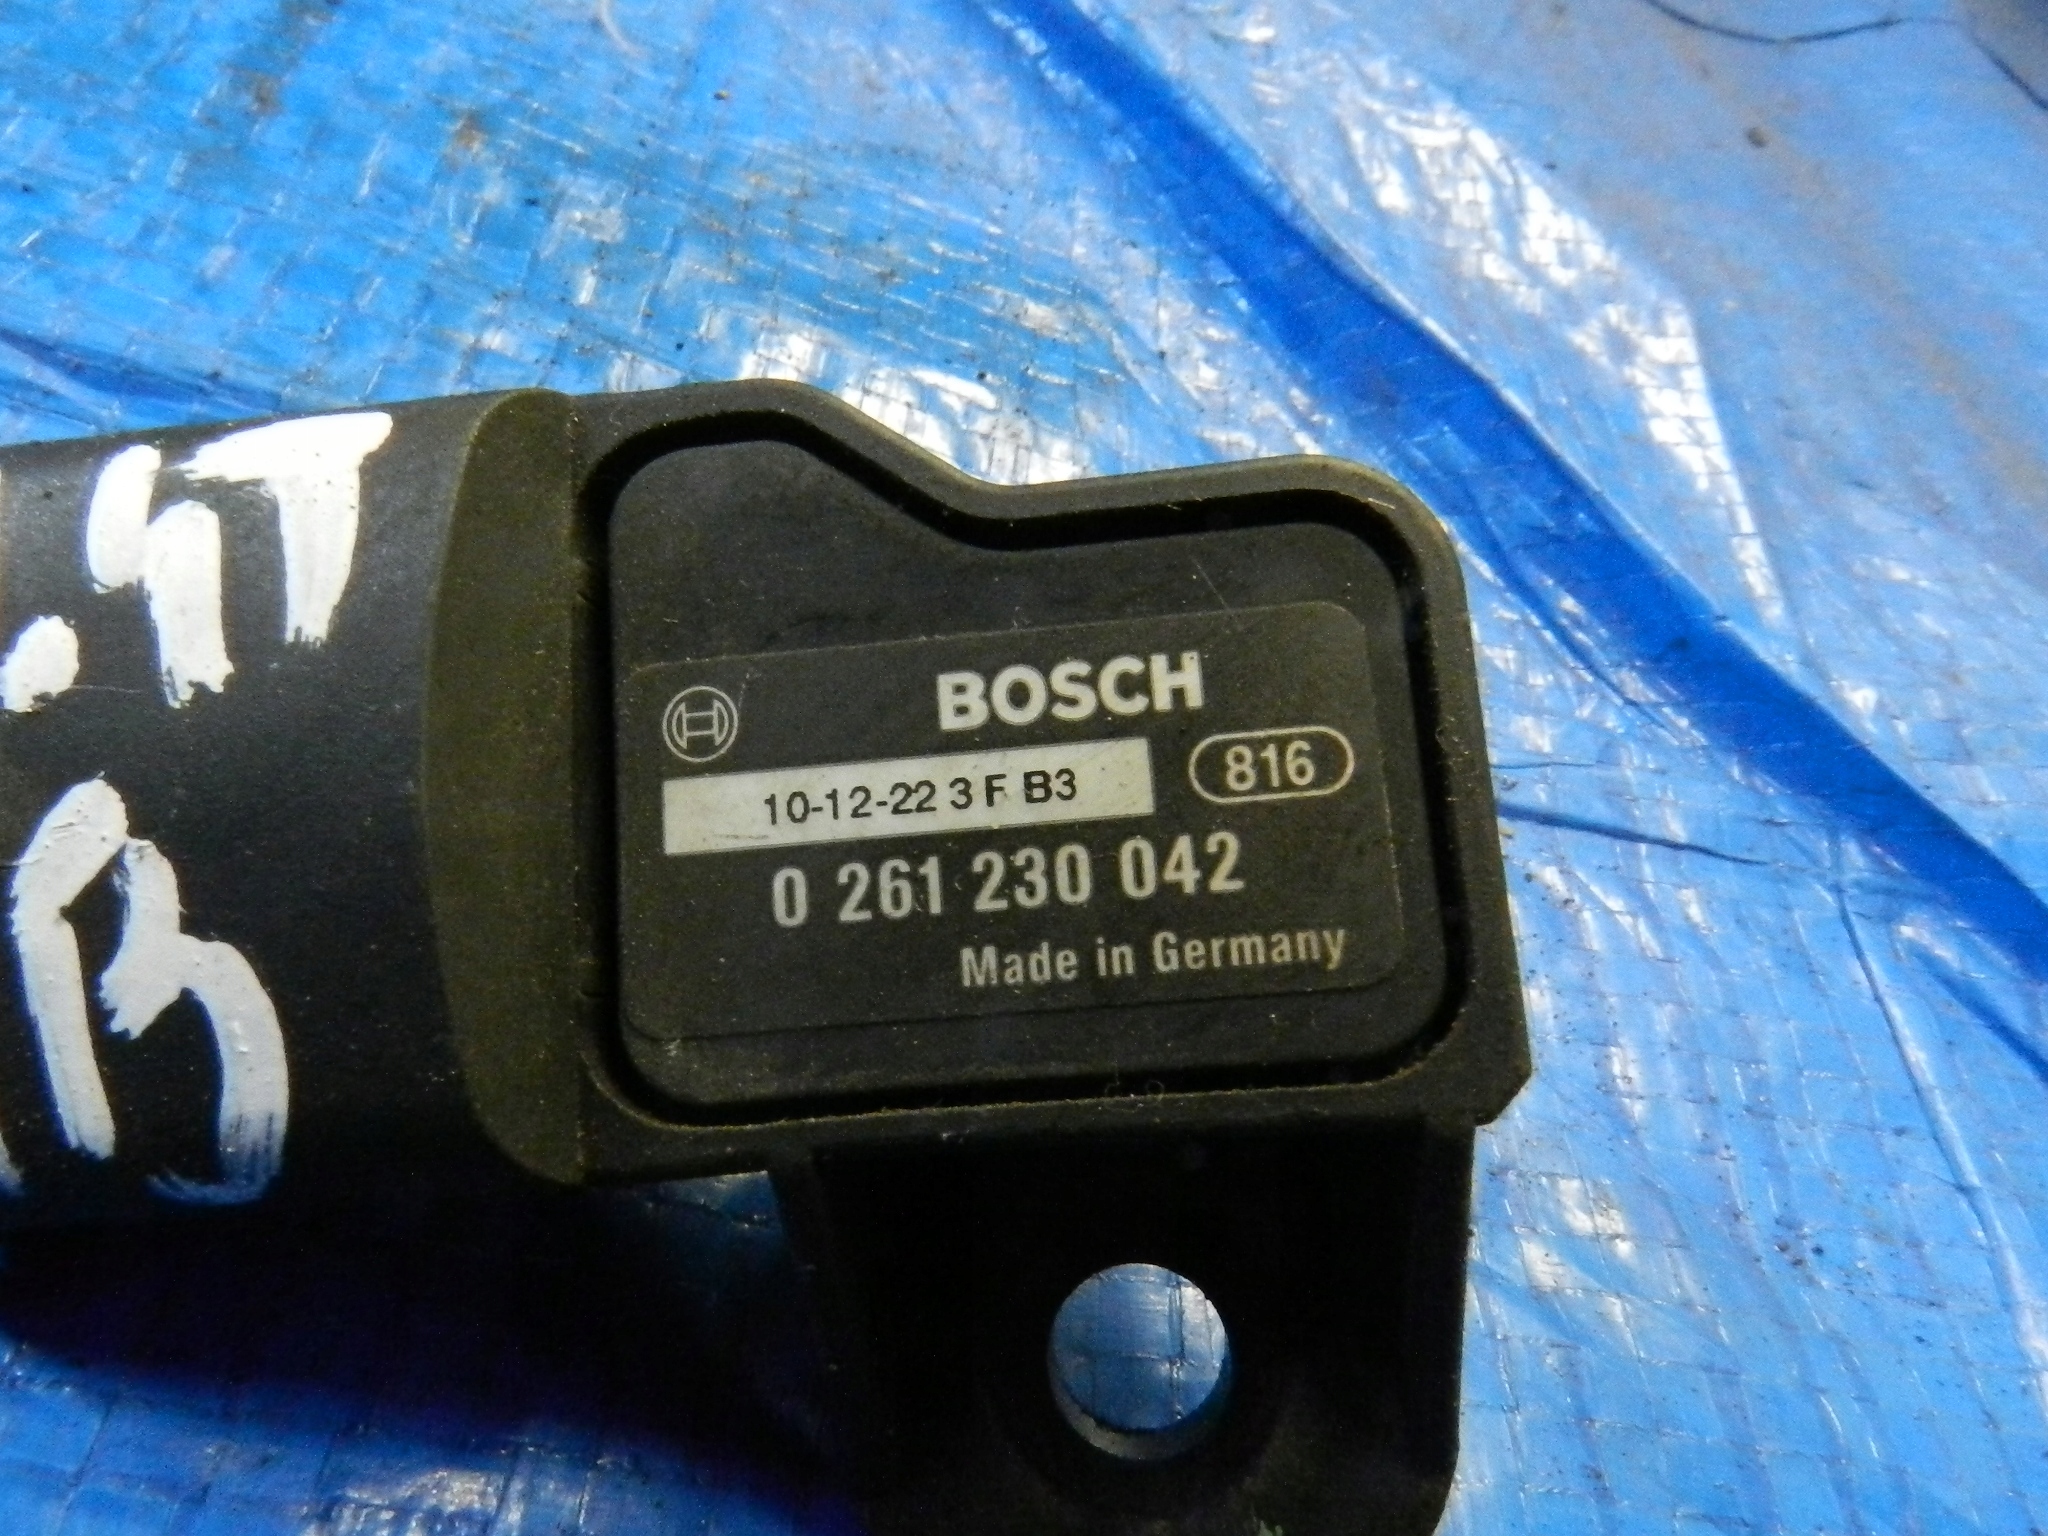 BOSCH
10-12-22 3 F B3
816
0 261 230 042
Made in Germany